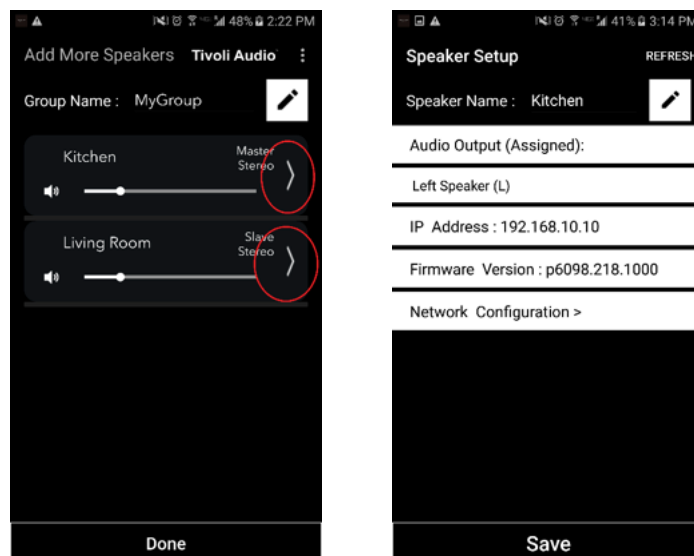 48% 2:22 PM
Add More Speakers Tivoli Audio
Group Name : MyGroup
Kitchen
Master
Stereo
Living Room
Slave
Stereo
Done
41% 3:14 PM
Speaker Setup REFRESH
Speaker Name : Kitchen
Audio Output (Assigned):
Left Speaker (L)
IP Address : 192.168.10.10
Firmware Version : p6098.218.1000
Network Configuration >
Save